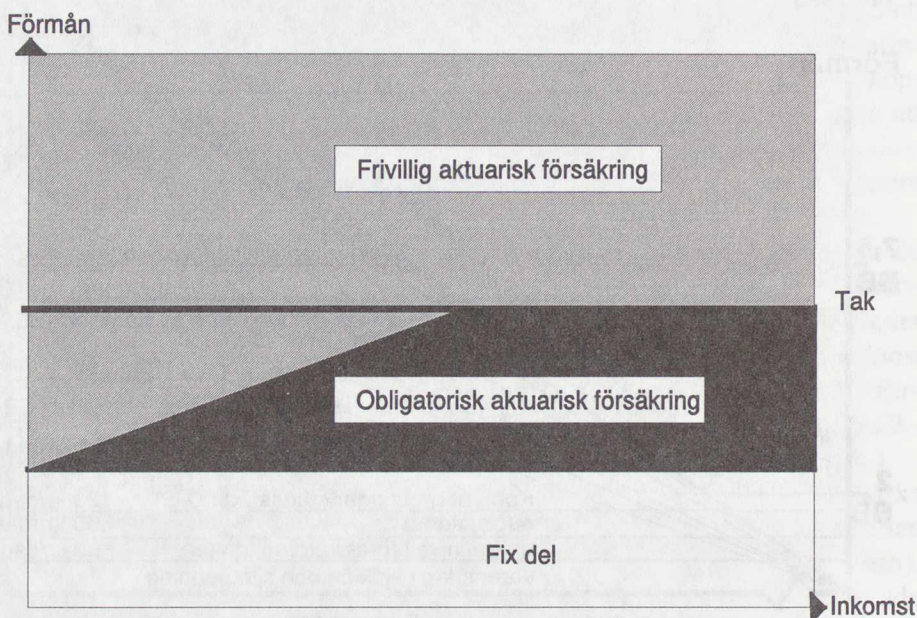 Förmån
Frivillig aktuarisk försäkring
Tak
Obligatorisk aktuarisk försäkring
Fix del
Inkomst